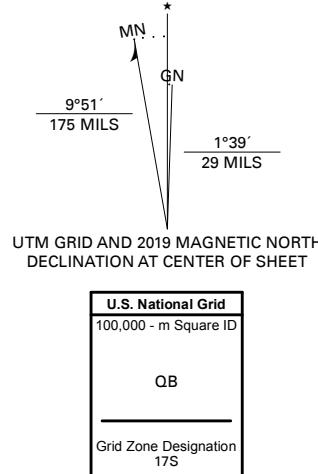 ★
MN
GN
9°51´
175 MILS
1°39´
29 MILS
UTM GRID AND 2019 MAGNETIC NORTH
DECLINATION AT CENTER OF SHEET
U.S. National Grid
100,000 - m Square ID
QB
Grid Zone Designation
17S